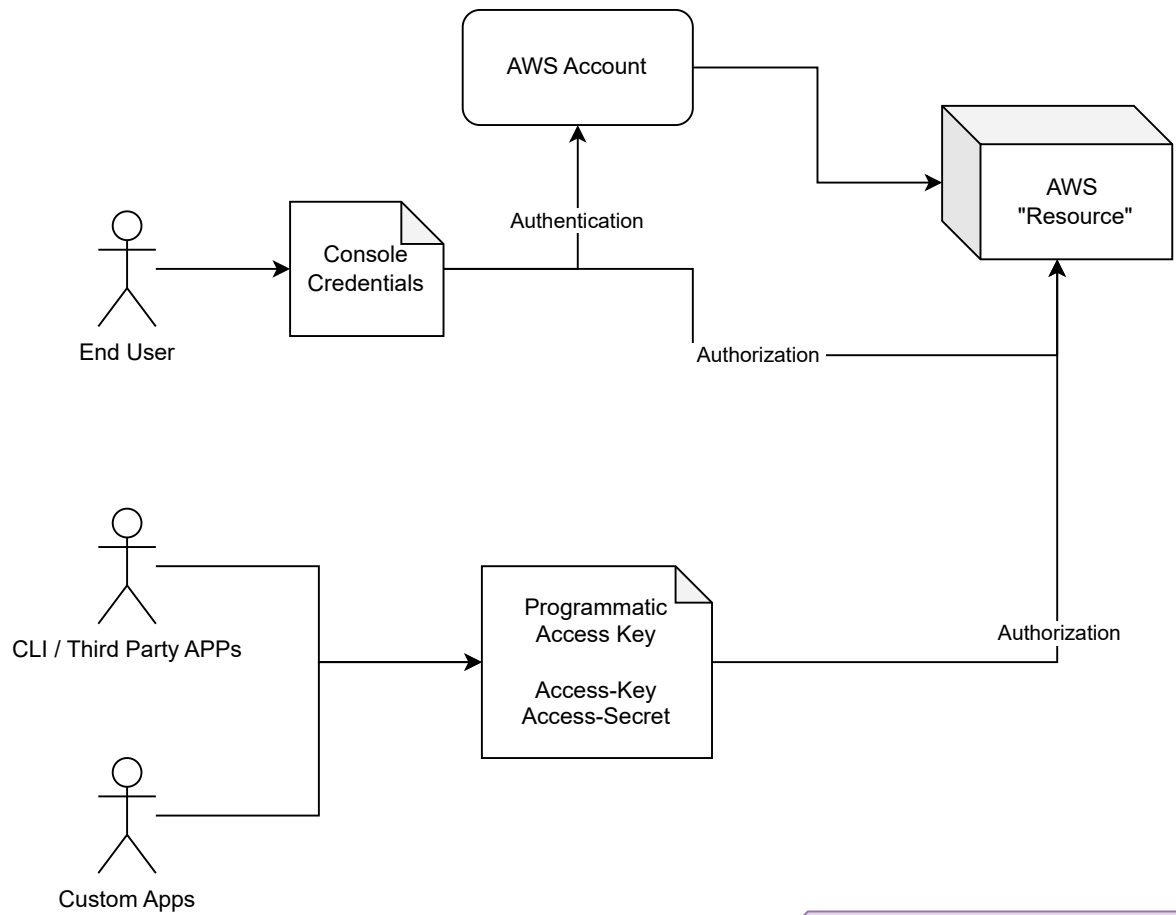 AWS Account
AWS
"Resource"
Authentication
Console
Credentials
End User
Authorization
CLI / Third Party APPs
Programmatic
Access Key
Access-Key
Access-Secret
Authorization
Custom Apps